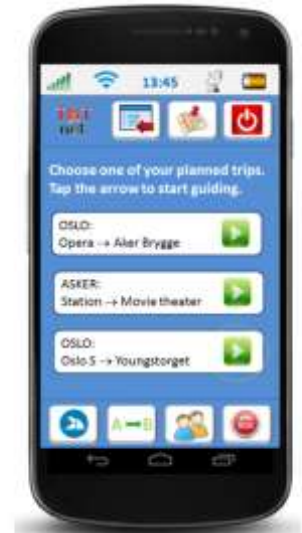 13:45
Choose one of your planned trips.
Tap the arrow to start guiding.
OSLO:
Opera → Aker Brygge
ASKER:
Station → Movie theater
OSLO:
Oslo S → Youngstorget
A B